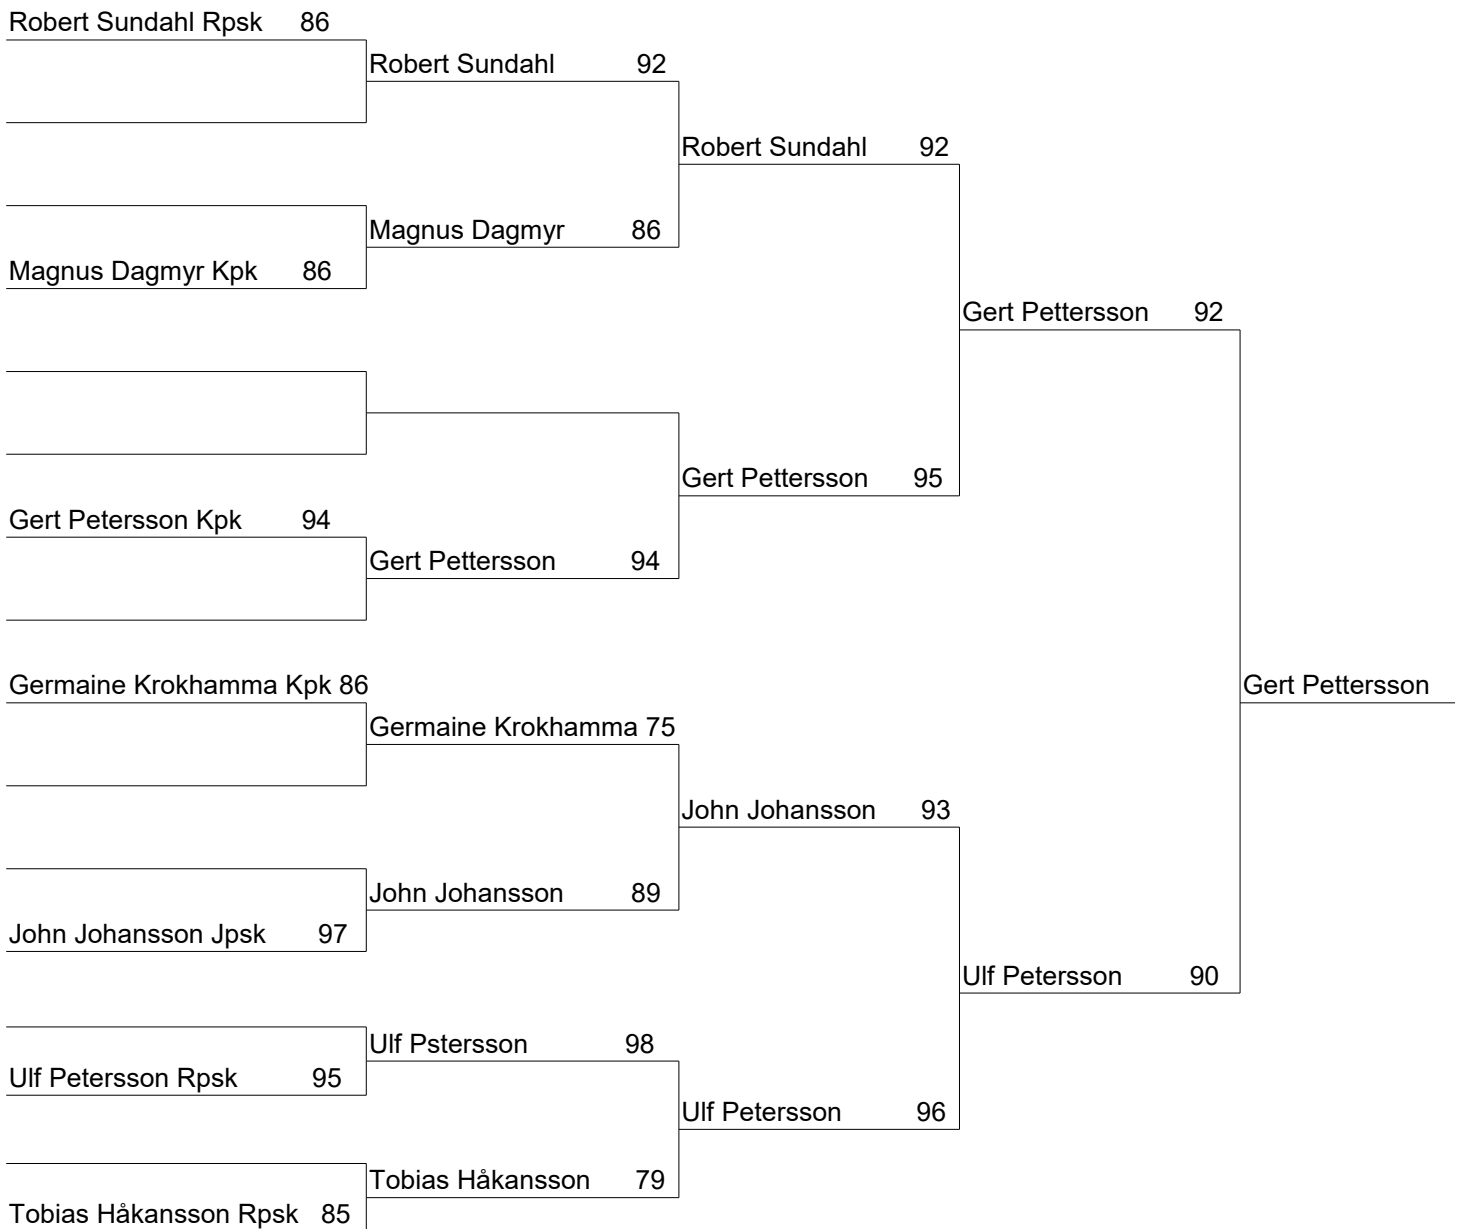 Robert Sundahl Rpsk 86
Robert Sundahl 92
Robert Sundahl 92
Magnus Dagmyr 86
Magnus Dagmyr Kpk 86
Gert Pettersson 92
Gert Pettersson 95
Gert Petersson Kpk 94
Gert Pettersson 94
Germaine Krokhamma Kpk 86
Gert Pettersson
Germaine Krokhamma 75
John Johansson 93
John Johansson 89
John Johansson Jpsk 97
Ulf Petersson 90
Ulf Pstersson 98
Ulf Petersson Rpsk 95
Ulf Petersson 96
Tobias Håkansson 79
Tobias Håkansson Rpsk 85